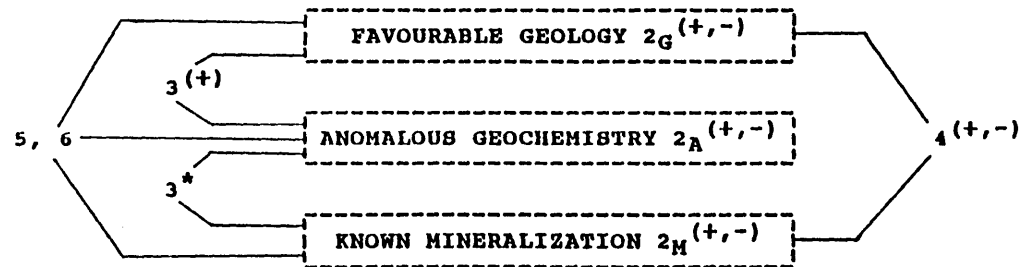 FAVOURABLE GEOLOGY 2G(+,-)
3(+)
5, 6
ANOMALOUS GEOCHEMISTRY 2A(+,-)
4(+,-)
3*
KNOWN MINERALIZATION 2M(+,-)